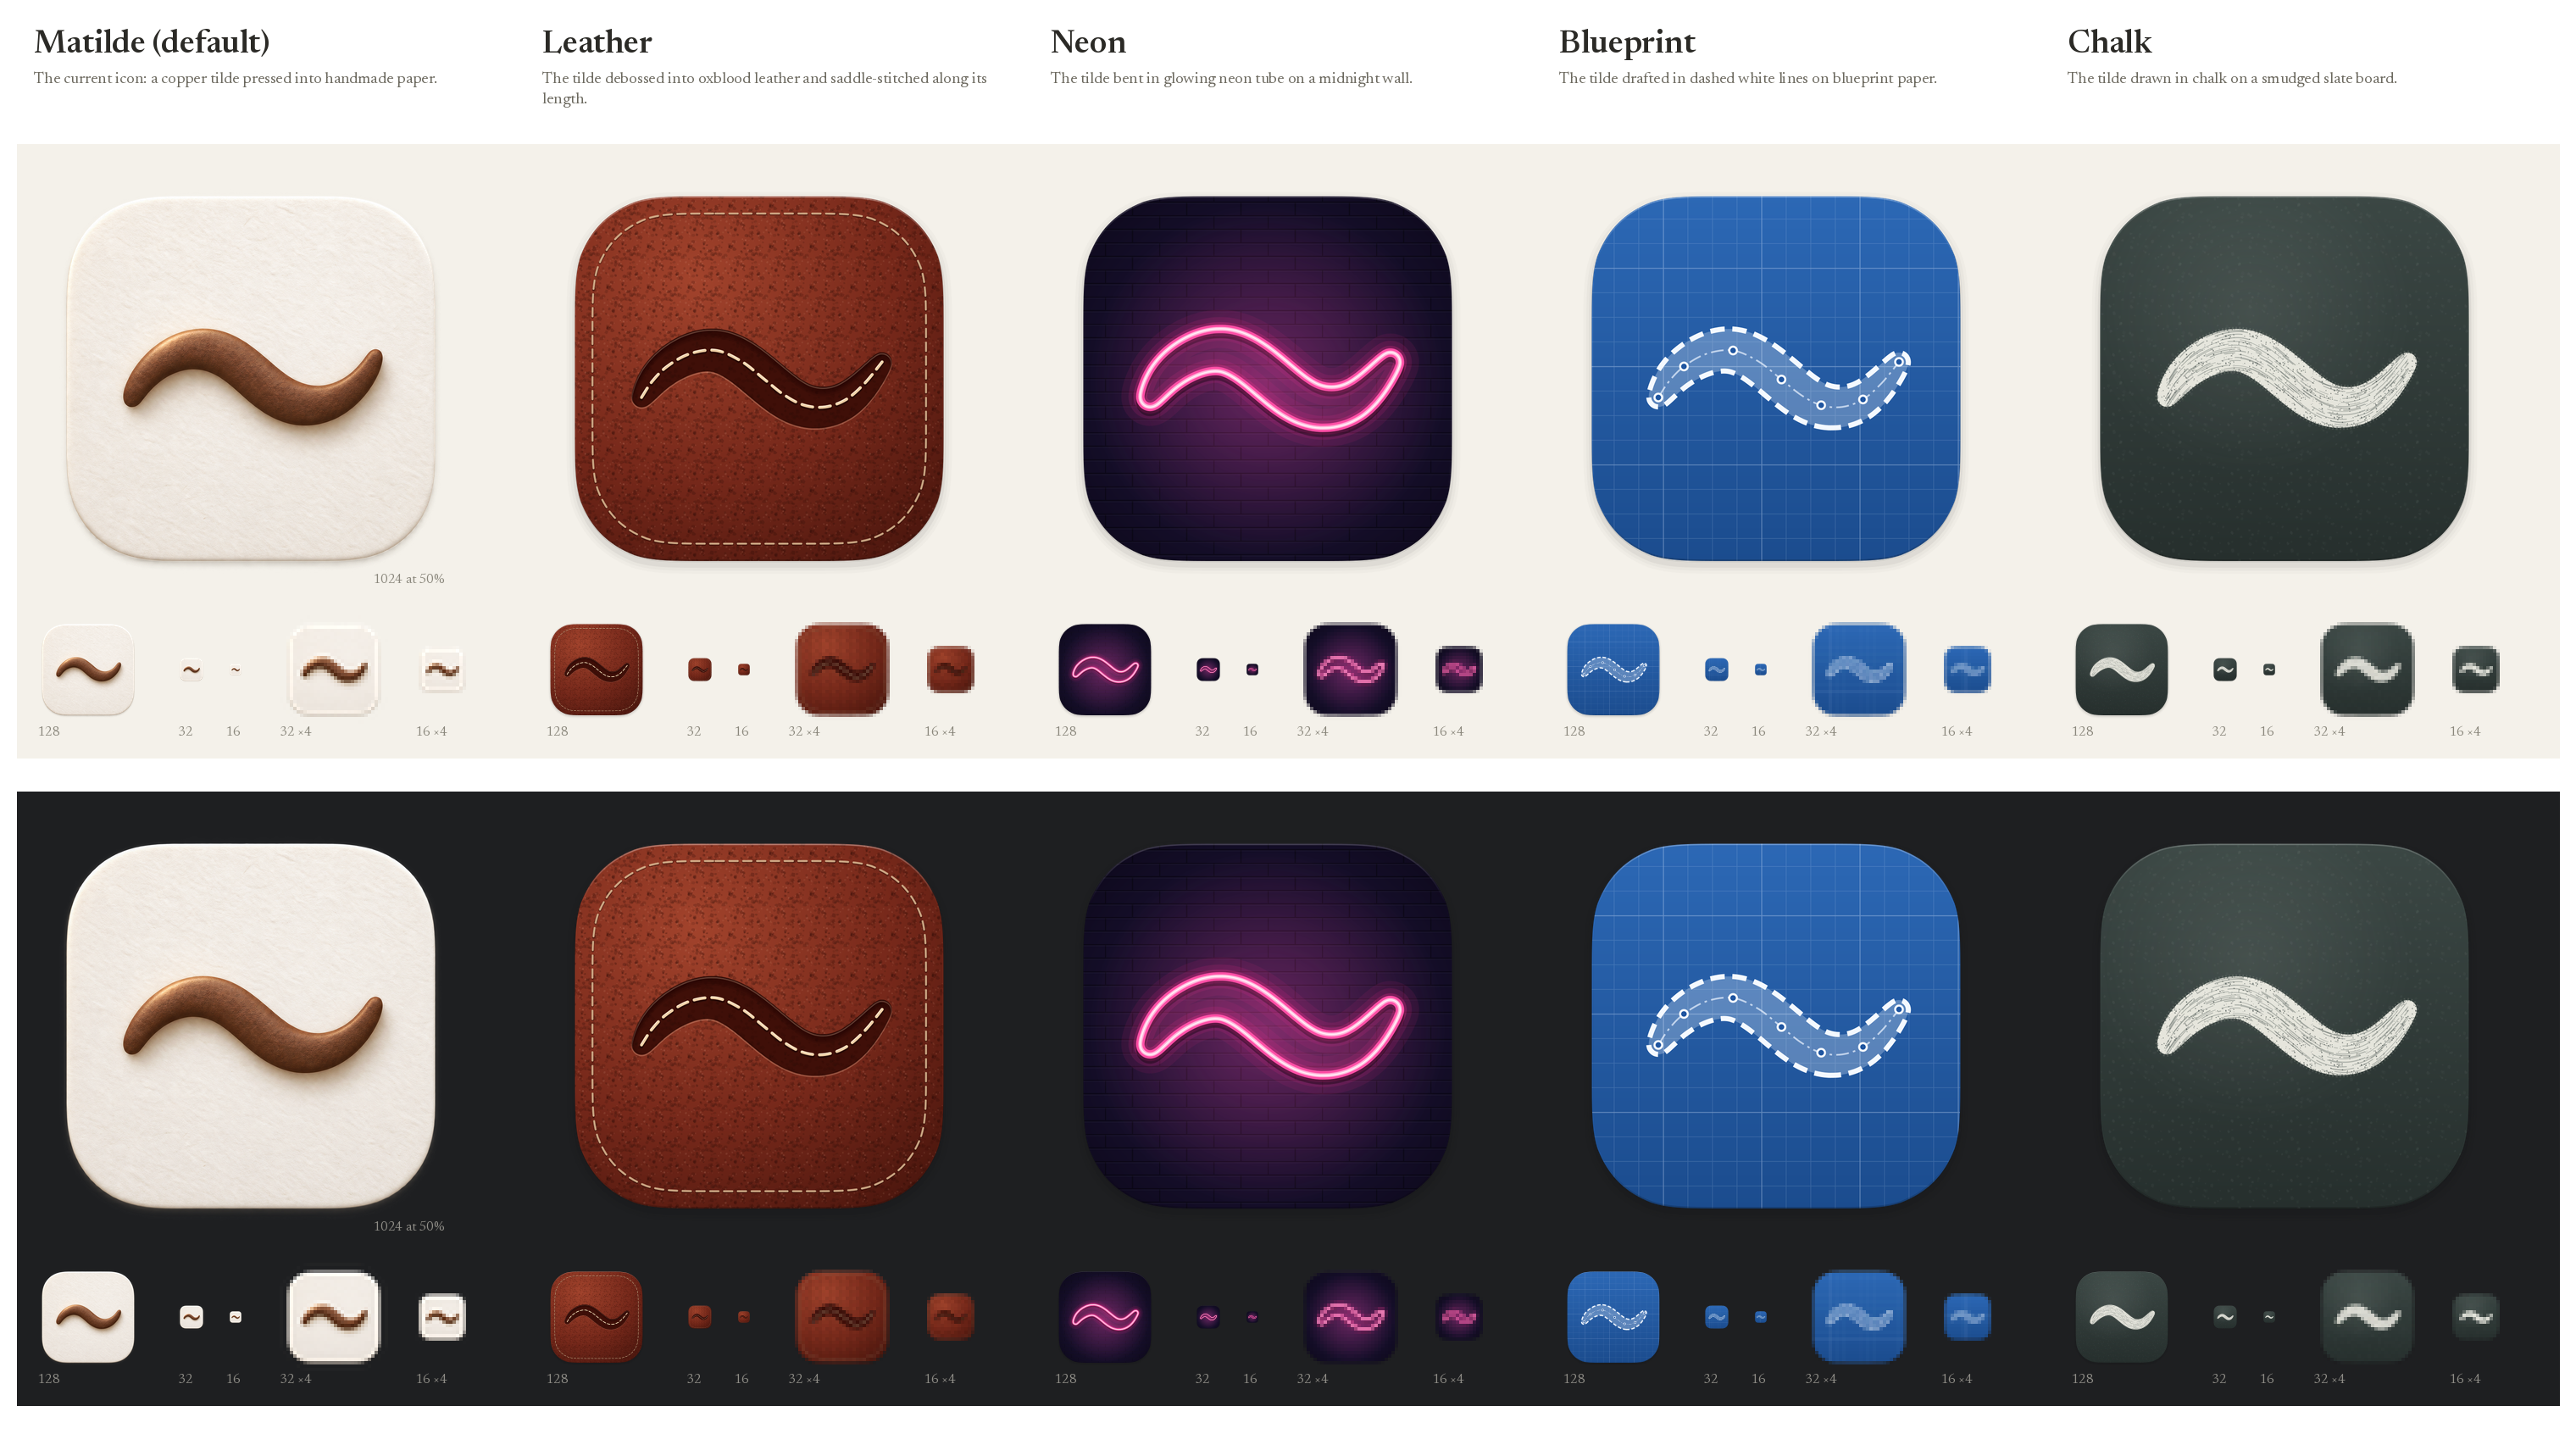 Matilde (default)
The current icon: a copper tilde pressed into handmade paper.
Leather
The tilde debossed into oxblood leather and saddle-stitched along its
length.
Neon
The tilde bent in glowing neon tube on a midnight wall.
Blueprint
The tilde drafted in dashed white lines on blueprint paper.
Chalk
The tilde drawn in chalk on a smudged slate board.
1024 at 50%
128 32 16 32 ×4 16 ×4
128 32 16 32 ×4 16 ×4
128 32 16 32 ×4 16 ×4
128 32 16 32 ×4 16 ×4
128 32 16 32 ×4 16 ×4
1024 at 50%
128 32 16 32 ×4 16 ×4
128 32 16 32 ×4 16 ×4
128 32 16 32 ×4 16 ×4
128 32 16 32 ×4 16 ×4
128 32 16 32 ×4 16 ×4